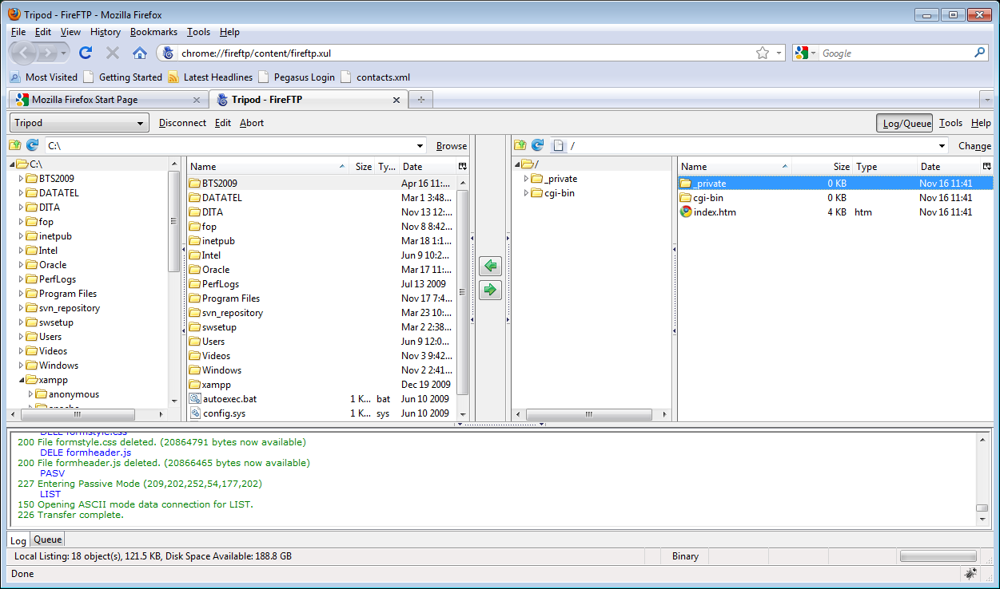 Tripod - FireFTP - Mozilla Firefox
File Edit View History Bookmarks Tools Help
chrome://fireftp/content/fireftp.xul Google
Most Visited Getting Started Latest Headlines Pegasus Login contacts.xml
Mozilla Firefox Start Page Tripod - FireFTP
Tripod Disconnect Edit Abort Log/Queue Tools Help
C:\ Browse / Change
C:\
BTS2009
DATATEL
DITA
fop
inetpub
Intel
Oracle
PerfLogs
Program Files
svn_repository
swsetup
Users
Videos
Windows
xampp
anonymous
Name Size Ty... Date
BTS2009 Apr 16 11:...
DATATEL Mar 1 3:48...
DITA Nov 13 12:...
fop Nov 8 8:42...
inetpub Mar 18 1:1...
Intel Jun 9 10:2...
Oracle Mar 17 11:...
PerfLogs Jul 13 2009
Program Files Nov 17 7:4...
svn_repository Mar 23 10:...
swsetup Mar 2 2:38...
Users Jun 9 12:0...
Videos Nov 3 9:42...
Windows Nov 2 2:41...
xampp Dec 19 2009
autoexec.bat 1 K... bat Jun 10 2009
config.sys 1 K... sys Jun 10 2009
/
_private
cgi-bin
Name Size Type Date
_private 0 KB Nov 16 11:41
cgi-bin 0 KB Nov 16 11:41
index.htm 4 KB htm Nov 16 11:41
DELE formstyle.css
200 File formstyle.css deleted. (20864791 bytes now available)
DELE formheader.js
200 File formheader.js deleted. (20866465 bytes now available)
PASV
227 Entering Passive Mode (209,202,252,54,177,202)
LIST
150 Opening ASCII mode data connection for LIST.
226 Transfer complete.
Log Queue
Local Listing: 18 object(s), 121.5 KB, Disk Space Available: 188.8 GB Binary
Done